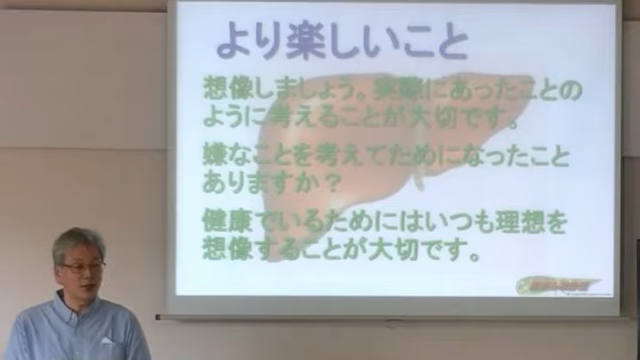 より楽しいこと
想像しましょう。実際にあったことの
ように考えることが大切です。
嫌なことを考えてためになったこと
ありますか？
健康でいるためにはいつも理想を
想像することが大切です。